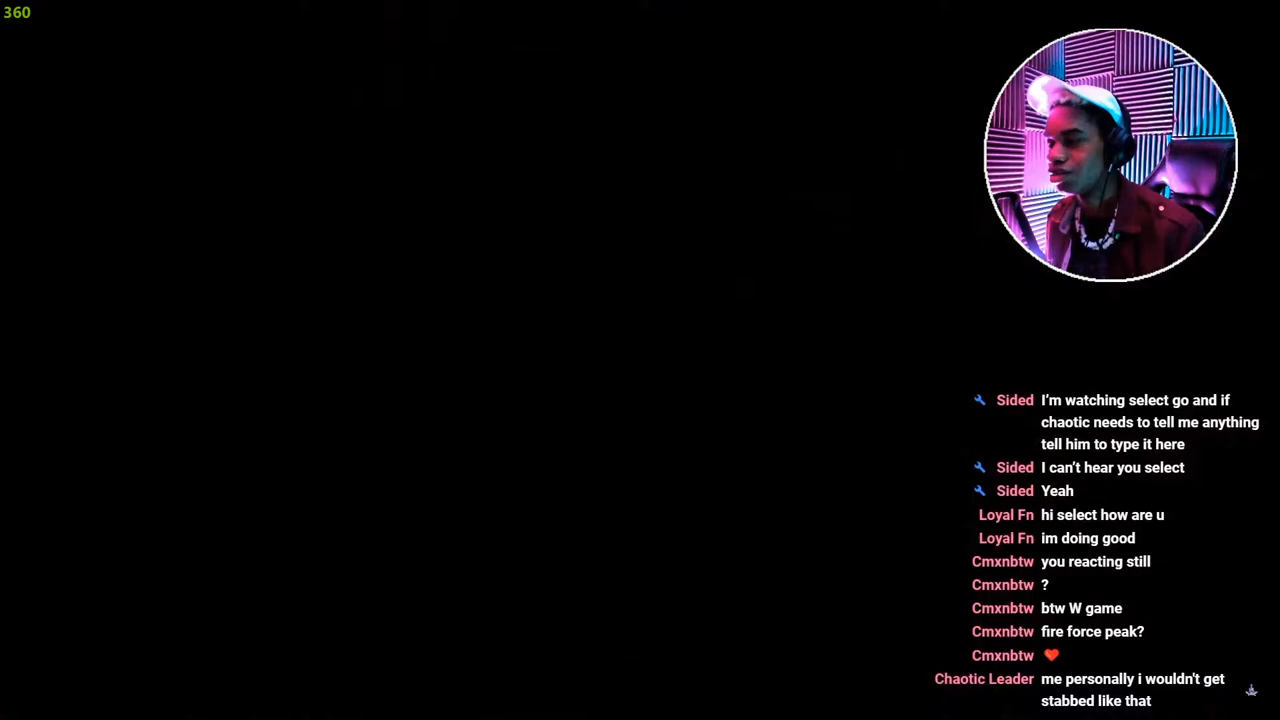 360
Sided I'm watching select go and if
chaotic needs to tell me anything
tell him to type it here
Sided I can't hear you select
Sided Yeah
Loyal Fn hi select how are u
Loyal Fn im doing good
Cmxnbtw you reacting still
Cmxnbtw ?
Cmxnbtw btw W game
Cmxnbtw fire force peak?
Cmxnbtw ❤️
Chaotic Leader me personally i wouldn't get
stabbed like that